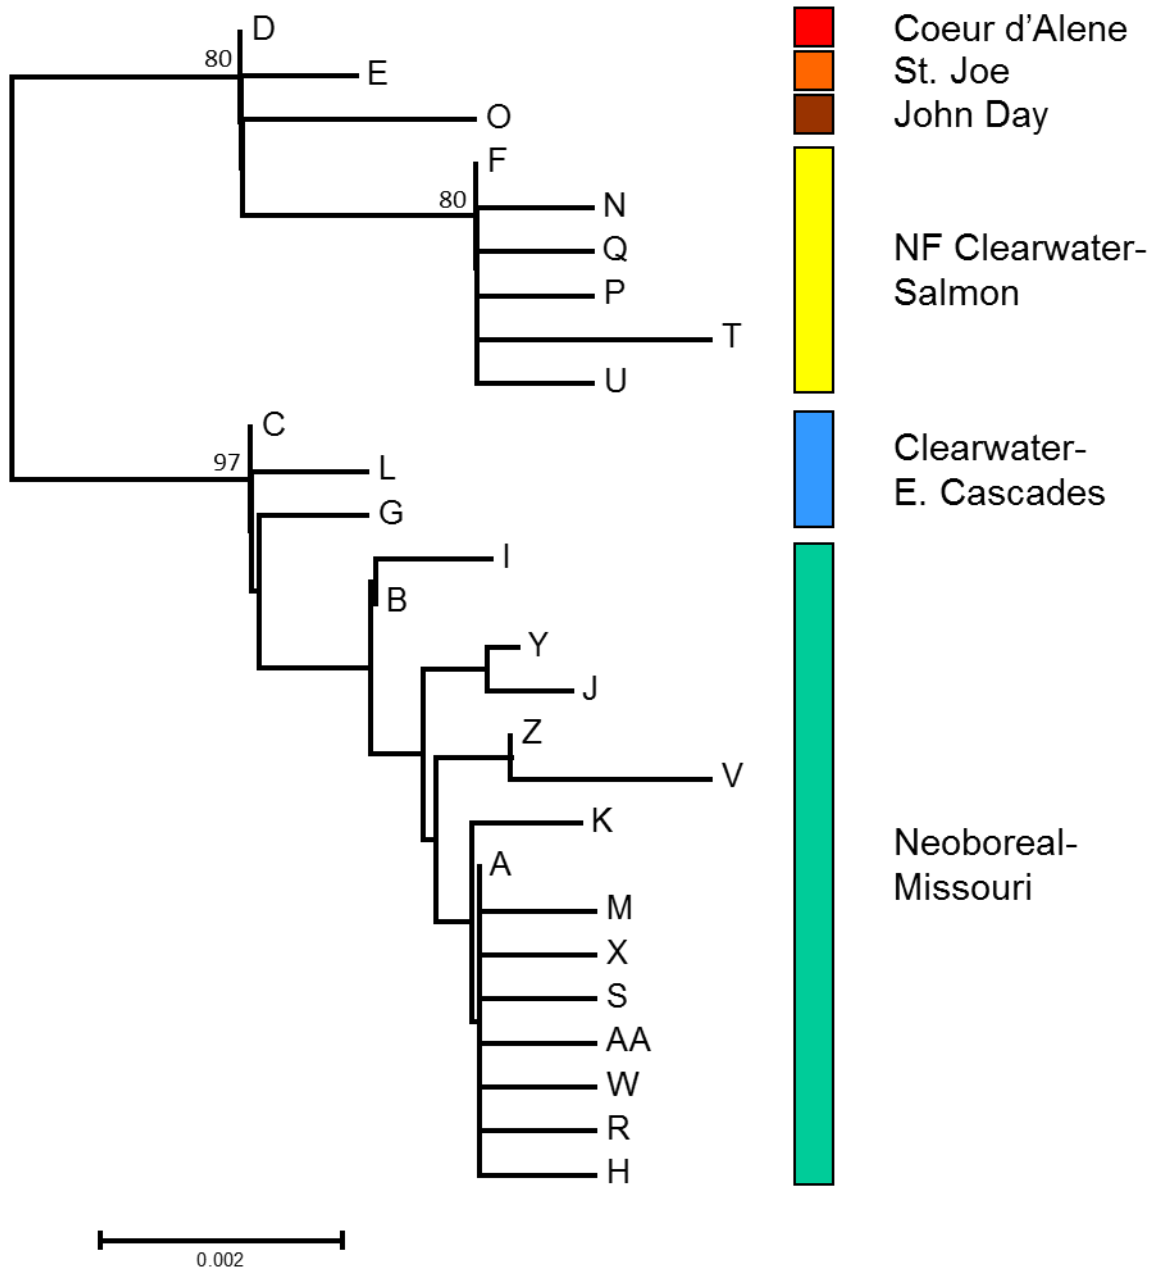 D
Coeur d’Alene
80
E
St. Joe
O
John Day
F
80
N
Q
NF Clearwater-
Salmon
P
T
U
C
97
L
Clearwater-
E. Cascades
G
I
B
Y
J
Z
V
K
A
Neoboreal-
Missouri
M
X
S
AA
W
R
H
0.002